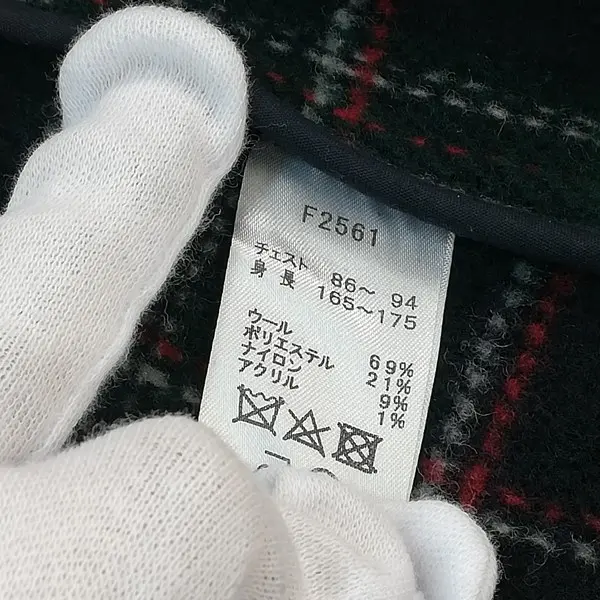 F2561
チェスト 86～ 94
身長 165～175
ウール 69%
ポリエステル 21%
ナイロン 9%
アクリル 1%